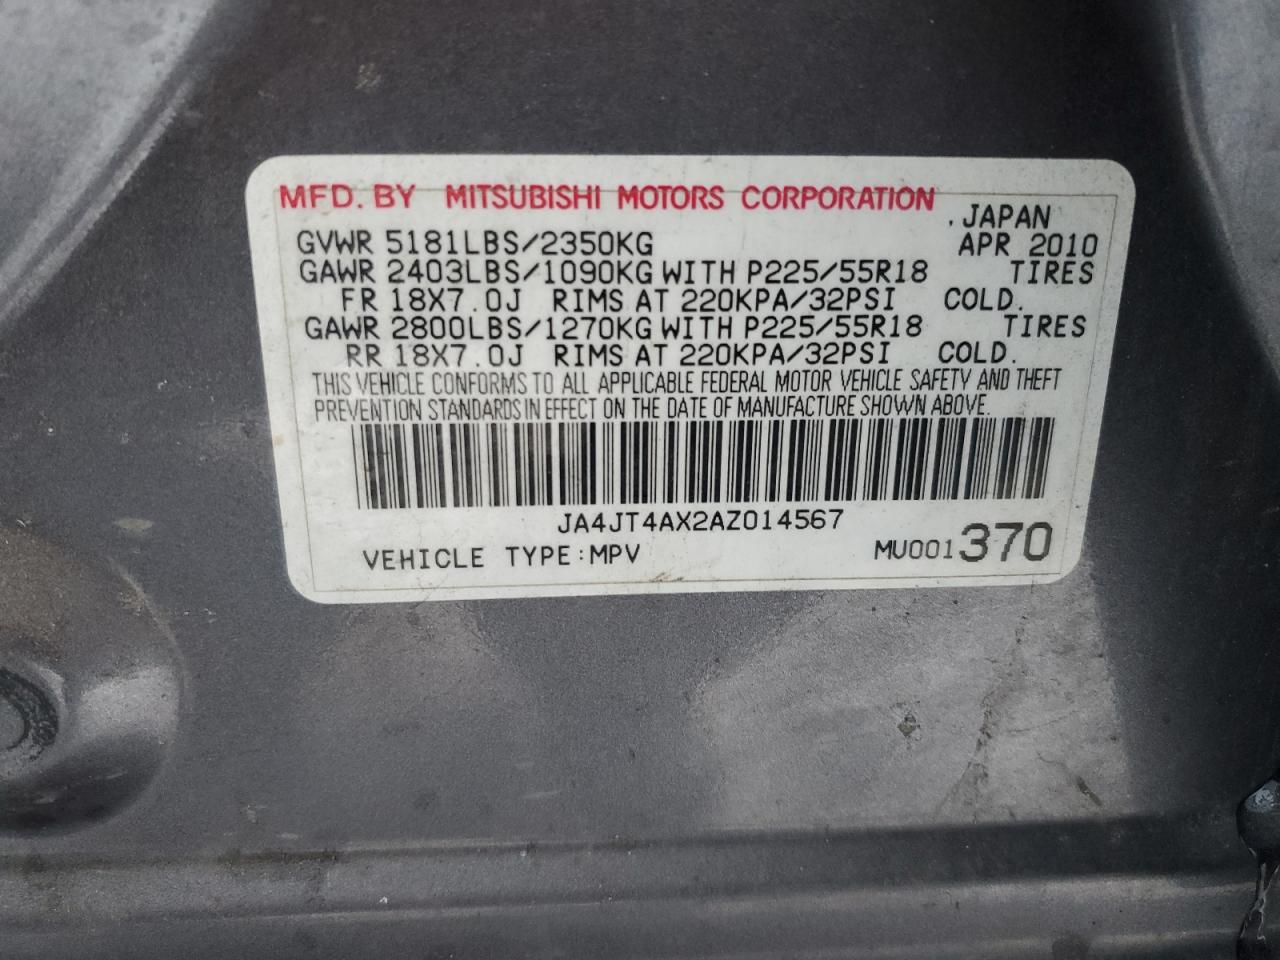 MFD. BY MITSUBISHI MOTORS CORPORATION .JAPAN
GVWR 5181LBS/2350KG APR 2010
GAWR 2403LBS/1090KG WITH P225/55R18 TIRES
FR 18X7.0J RIMS AT 220KPA/32PSI COLD.
GAWR 2800LBS/1270KG WITH P225/55R18 TIRES
RR 18X7.0J RIMS AT 220KPA/32PSI COLD.
THIS VEHICLE CONFORMS TO ALL APPLICABLE FEDERAL MOTOR VEHICLE SAFETY AND THEFT
PREVENTION STANDARDS IN EFFECT ON THE DATE OF MANUFACTURE SHOWN ABOVE.
JA4JT4AX2AZ014567
VEHICLE TYPE:MPV MU001370